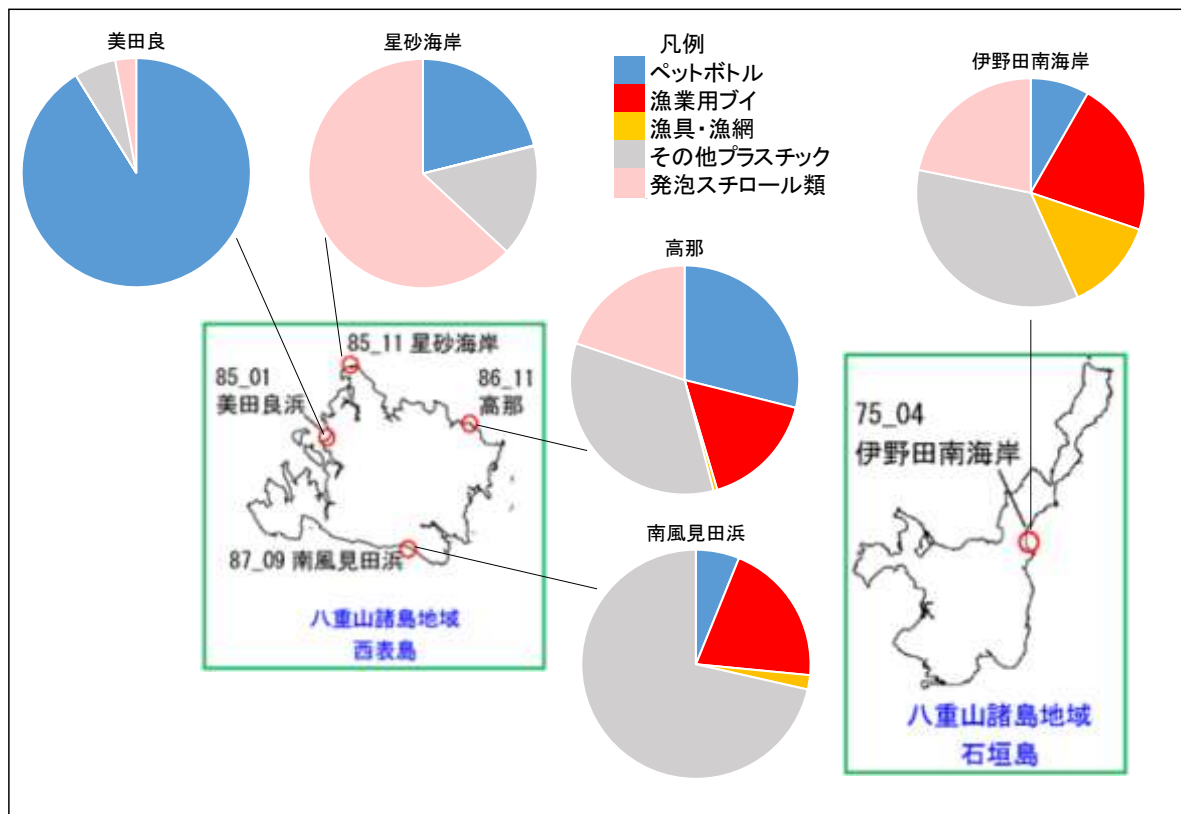 美田良
星砂海岸
凡例
ペットボトル
漁業用ブイ
漁具・漁網
その他プラスチック
発泡スチロール類
伊野田南海岸
高那
南風見田浜
85_11 星砂海岸
85_01
美田良浜
86_11
高那
87_09 南風見田浜
八重山諸島地域
西表島
75_04
伊野田南海岸
八重山諸島地域
石垣島